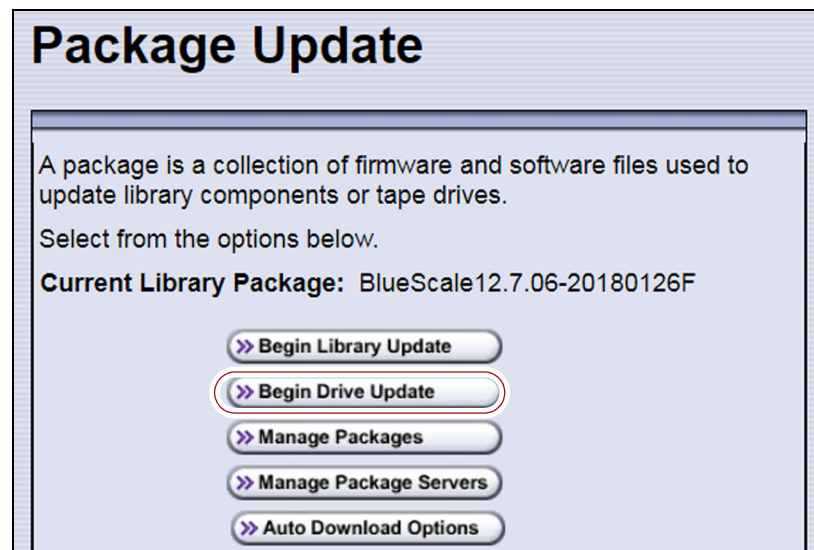 Package Update
A package is a collection of firmware and software files used to
update library components or tape drives.
Select from the options below.
Current Library Package: BlueScale12.7.06-20180126F
Begin Library Update
Begin Drive Update
Manage Packages
Manage Package Servers
Auto Download Options